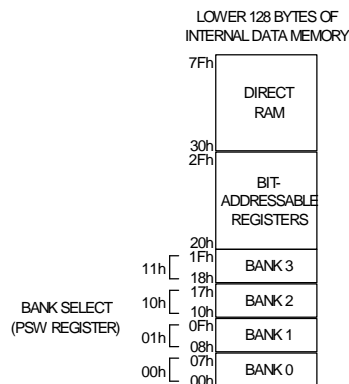 LOWER 128 BYTES OF
INTERNAL DATA MEMORY
7Fh
DIRECT
RAM
30h
2Fh
BIT-
ADDRESSABLE
REGISTERS
20h
1Fh
11h
BANK 3
18h
17h
10h
BANK 2
10h
BANK SELECT
(PSW REGISTER)
0Fh
01h
BANK 1
08h
07h
00h
BANK 0
00h